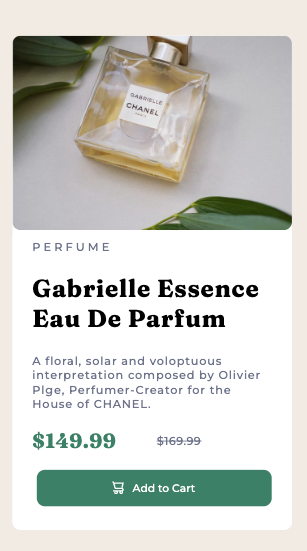 GABRIELLE
CHANEL
PARIS
PERFUME
Gabrielle Essence
Eau De Parfum
A floral, solar and voloptuous
interpretation composed by Olivier
Plge, Perfumer-Creator for the
House of CHANEL.
$149.99 $169.99
Add to Cart